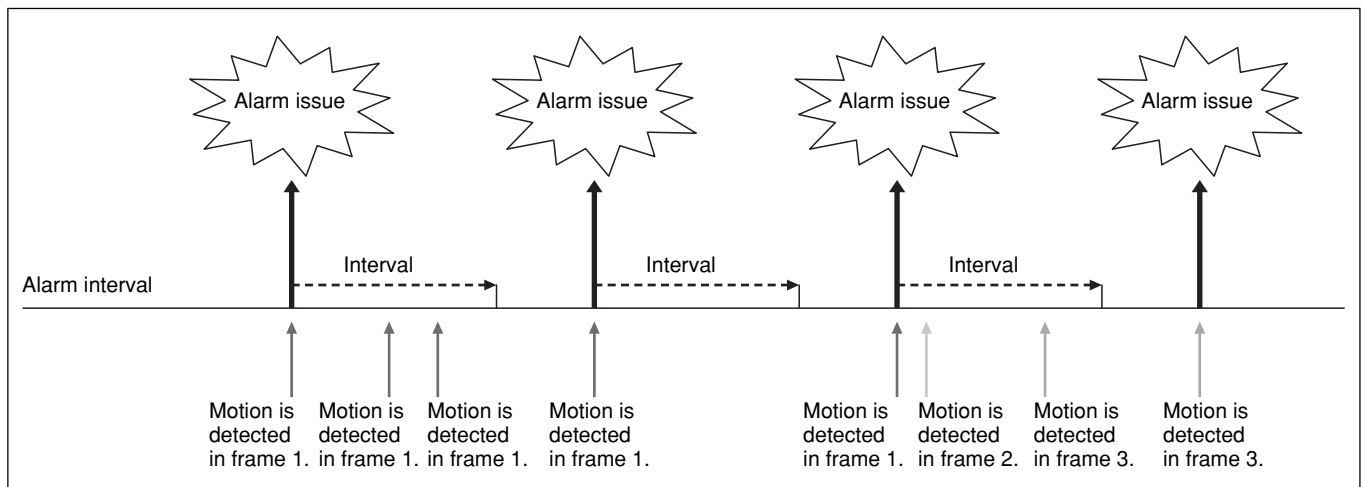 Alarm issue
Alarm issue
Alarm issue
Alarm issue
Interval
Interval
Interval
Alarm interval
Motion is
detected
in frame 1.
Motion is
detected
in frame 1.
Motion is
detected
in frame 1.
Motion is
detected
in frame 1.
Motion is
detected
in frame 1.
Motion is
detected
in frame 2.
Motion is
detected
in frame 3.
Motion is
detected
in frame 3.